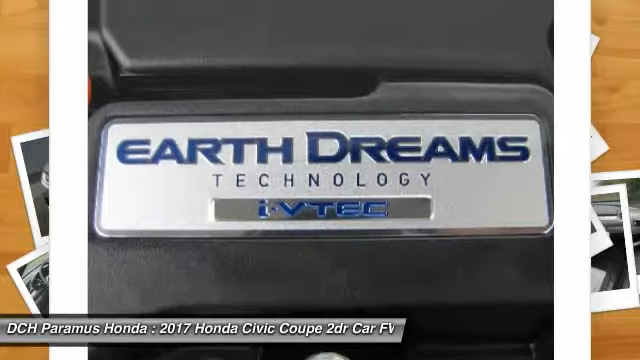 EARTH DREAMS
TECHNOLOGY
i-VTEC
DCH Paramus Honda : 2017 Honda Civic Coupe 2dr Car FV